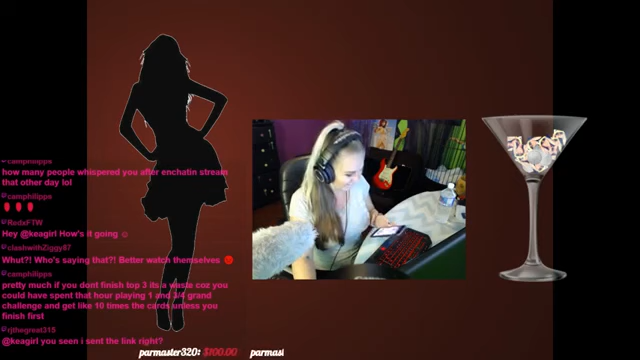 camphilipps
how many people whispered you after enchatin stream
that other day lol
camphilipps
RxdxFTW
Hey @keagirl How's it going
clashwithZiggy87
What?! Who's saying that?! Better watch themselves
camphilipps
pretty much if you dont finish top 3 its a waste coz you
could have spent that hour playing 1 and 3/4 grand
challenge and get like 10 times the cards unless you
finish first
rjthegreat315
@keagirl you seen i sent the link right?
parmaster320: $100.00 parmasi